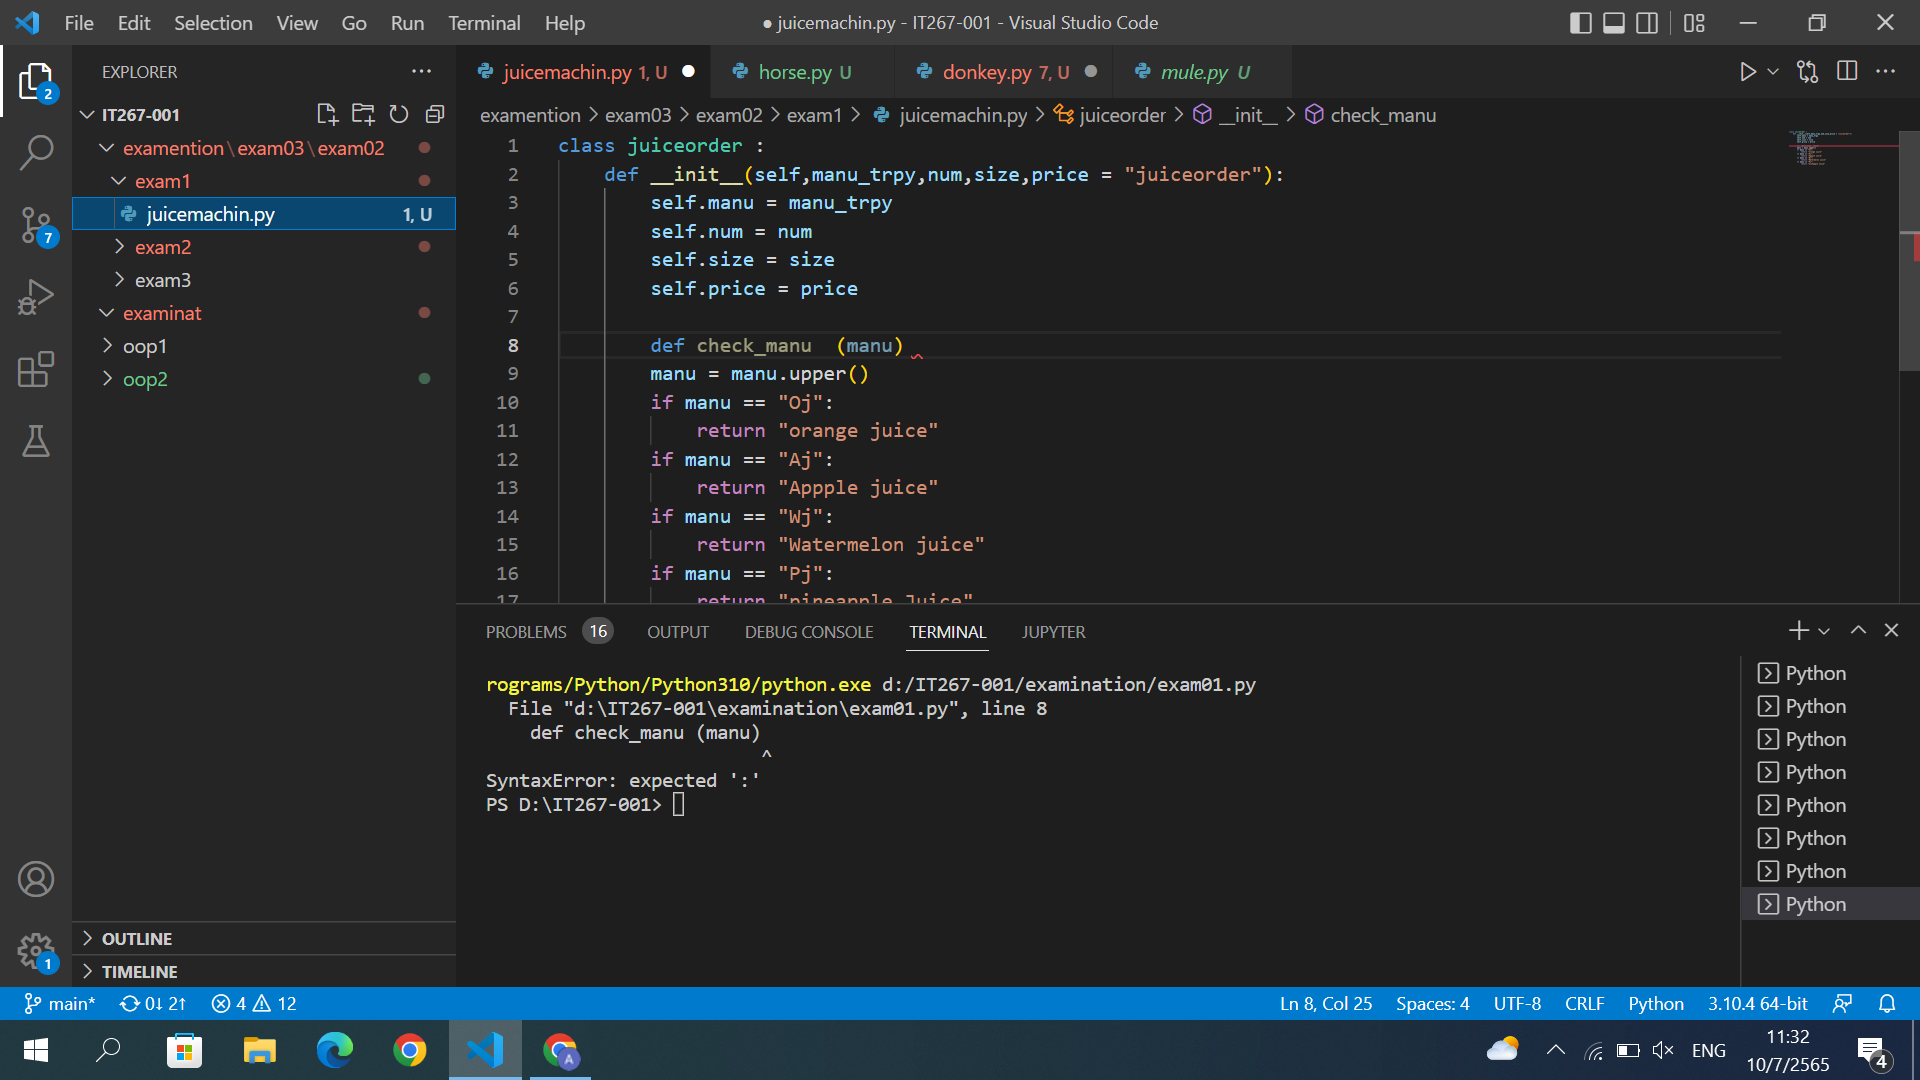 File Edit Selection View Go Run Terminal Help
● juicemachin.py - IT267-001 - Visual Studio Code
EXPLORER
IT267-001
examention\exam03\exam02
exam1
juicemachin.py 1, U
exam2
exam3
examinat
oop1
oop2
OUTLINE
TIMELINE
2
7
1
juicemachin.py 1, U
horse.py U
donkey.py 7, U
mule.py U
examention > exam03 > exam02 > exam1 > juicemachin.py > juiceorder > __init__ > check_manu
1 class juiceorder :
2 def __init__(self,manu_trpy,num,size,price = "juiceorder"):
3 self.manu = manu_trpy
4 self.num = num
5 self.size = size
6 self.price = price
7
8 def check_manu  (manu)
9 manu = manu.upper()
10 if manu == "Oj":
11 return "orange juice"
12 if manu == "Aj":
13 return "Appple juice"
14 if manu == "Wj":
15 return "Watermelon juice"
16 if manu == "Pj":
17 return "pineapple Juice"
PROBLEMS 16 OUTPUT DEBUG CONSOLE TERMINAL JUPYTER
rograms/Python/Python310/python.exe d:/IT267-001/examination/exam01.py
File "d:\IT267-001\examination\exam01.py", line 8
def check_manu (manu)
^
SyntaxError: expected ':'
PS D:\IT267-001>
Python
Python
Python
Python
Python
Python
Python
Python
main* 0↓ 2↑ 4 12
Ln 8, Col 25 Spaces: 4 UTF-8 CRLF Python 3.10.4 64-bit
A
ENG
11:32
10/7/2565
4